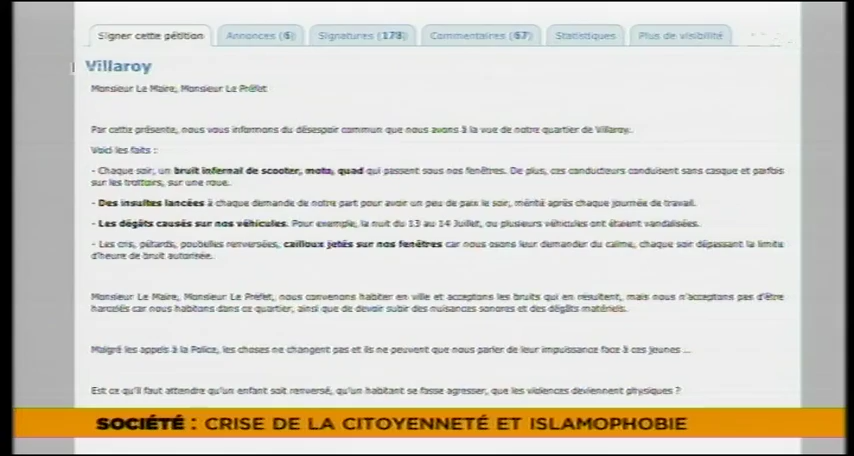 Signer cette pétition
Annonces (6)
Signatures (178)
Commentaires (67)
Statistiques
Plus de visibilité
Villaroy
Monsieur Le Maire, Monsieur Le Préfet
Par cette présente, nous vous informons du désespoir commun que nous avons à la vue de notre quartier de Villaroy.
Voici les faits :
- Chaque soir, un bruit infernal de scooter, moto, quad qui passent sous nos fenêtres. De plus, ces conducteurs conduisent sans casque et parfois
sur les trottoirs, sur une roue.
- Des insultes lancées à chaque demande de notre part pour avoir un peu de paix le soir, mérité après chaque journée de travail.
- Les dégâts causés sur nos véhicules. Pour exemple, la nuit du 13 au 14 Juillet, ou plusieurs véhicules ont étaient vandalisées.
- Les cris, pétards, poubelles renversées, cailloux jetés sur nos fenêtres car nous osons leur demander du calme, chaque soir dépassant la limite
d'heure de bruit autorisée.
Monsieur Le Maire, Monsieur Le Préfet, nous convenons habiter en ville et acceptons les bruits qui en résultent, mais nous n'acceptons pas d'être
harcelés car nous habitons dans ce quartier, ainsi que de devoir subir des nuisances sonores et des dégâts matériels.
Malgré les appels à la Police, les choses ne changent pas et ils ne peuvent que nous parler de leur impuissance face à ces jeunes ...
Est ce qu'il faut attendre qu'un enfant soit renversé, qu'un habitant se fasse agresser, que les violences deviennent physiques ?
SOCIÉTÉ : CRISE DE LA CITOYENNETÉ ET ISLAMOPHOBIE